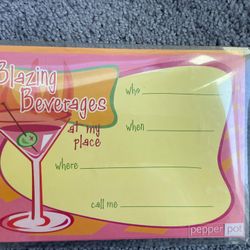 Blazing
Beverages
at my
place
who
when
where
call me
pepper pot